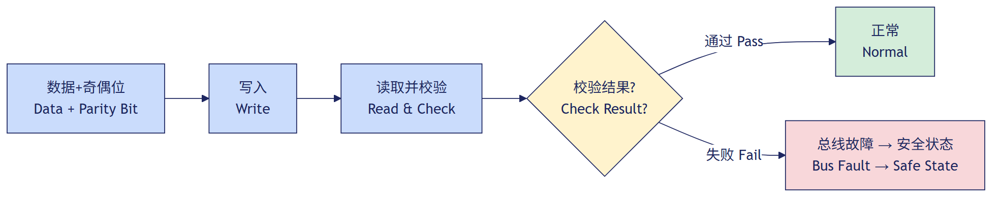 数据+奇偶位
Data + Parity Bit
写入
Write
读取并校验
Read & Check
校验结果?
Check Result?
通过 Pass
正常
Normal
失败 Fail
总线故障 → 安全状态
Bus Fault → Safe State